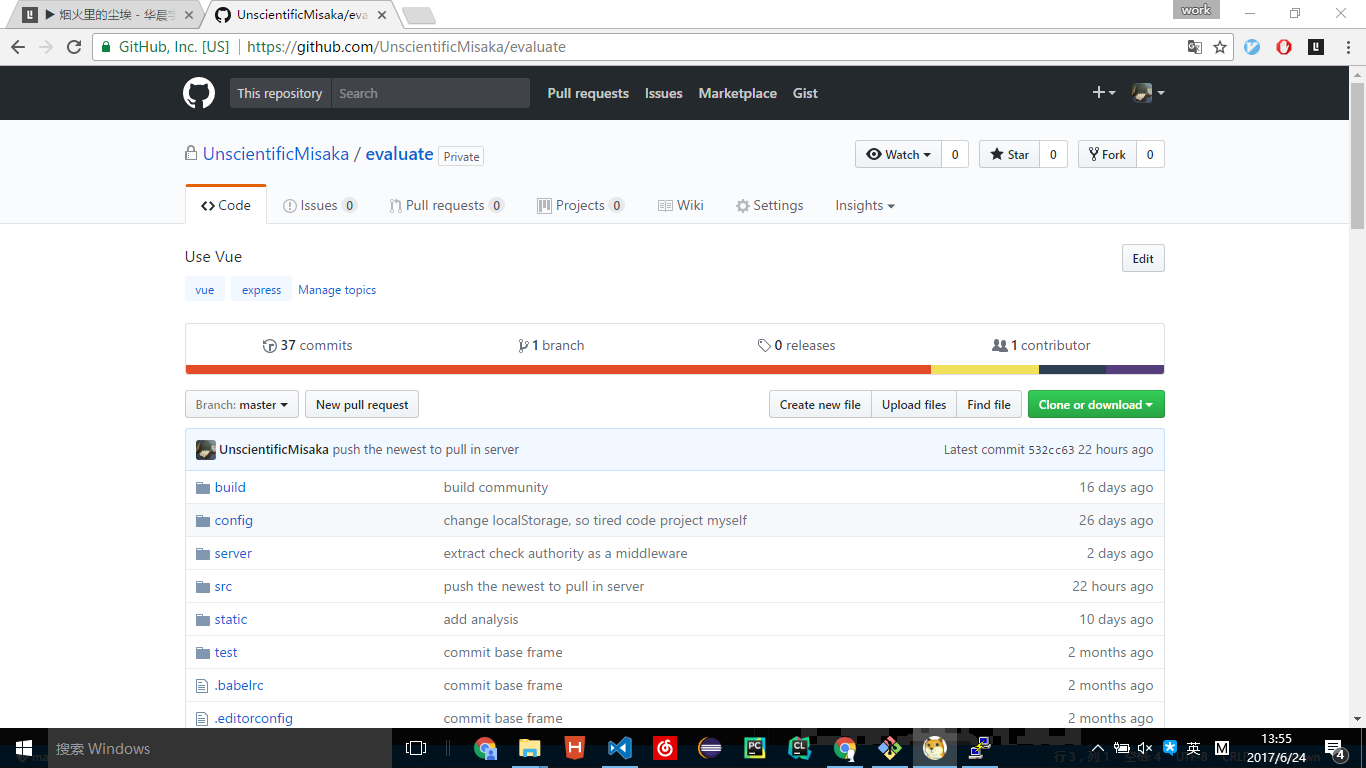 ▶ 烟火里的尘埃 - 华晨宇
UnscientificMisaka/eva
work
GitHub, Inc. [US] https://github.com/UnscientificMisaka/evaluate
This repository Search Pull requests Issues Marketplace Gist
UnscientificMisaka / evaluate Private
Watch 0 Star 0 Fork 0
Code Issues 0 Pull requests 0 Projects 0 Wiki Settings Insights
Use Vue Edit
vue express Manage topics
37 commits 1 branch 0 releases 1 contributor
Branch: master New pull request Create new file Upload files Find file Clone or download
UnscientificMisaka push the newest to pull in server Latest commit 532cc63 22 hours ago
build build community 16 days ago
config change localStorage, so tired code project myself 26 days ago
server extract check authority as a middleware 2 days ago
src push the newest to pull in server 22 hours ago
static add analysis 10 days ago
test commit base frame 2 months ago
.babelrc commit base frame 2 months ago
.editorconfig commit base frame 2 months ago
搜索 Windows
PC
CL
英
M
13:55
2017/6/24
4